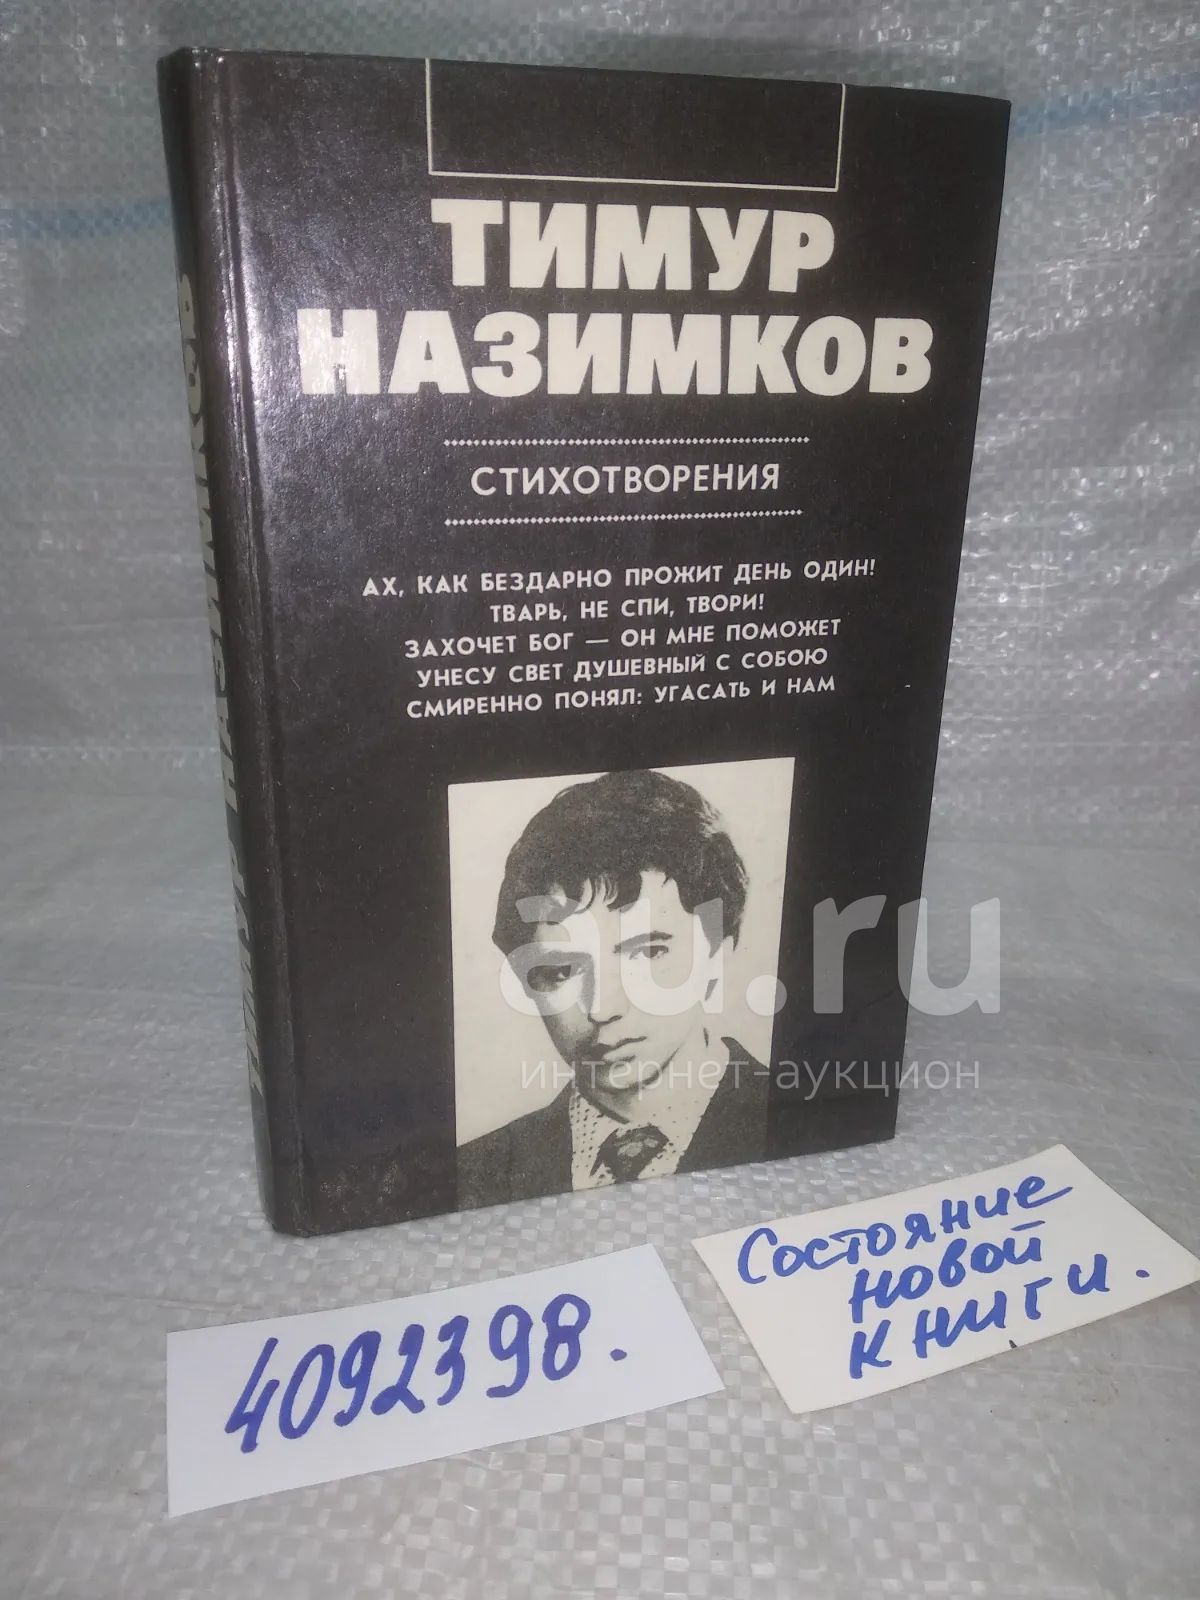 ТИМУР
НАЗИМКОВ
СТИХОТВОРЕНИЯ
АХ, КАК БЕЗДАРНО ПРОЖИТ ДЕНЬ ОДИН!
ТВАРЬ, НЕ СПИ, ТВОРИ!
ЗАХОЧЕТ БОГ — ОН МНЕ ПОМОЖЕТ
УНЕСУ СВЕТ ДУШЕВНЫЙ С СОБОЮ
СМИРЕННО ПОНЯЛ: УГАСАТЬ И НАМ
ТИМУР НАЗИМКОВ
au.ru
интернет-аукцион
4092398.
Состояние
новой
книги.